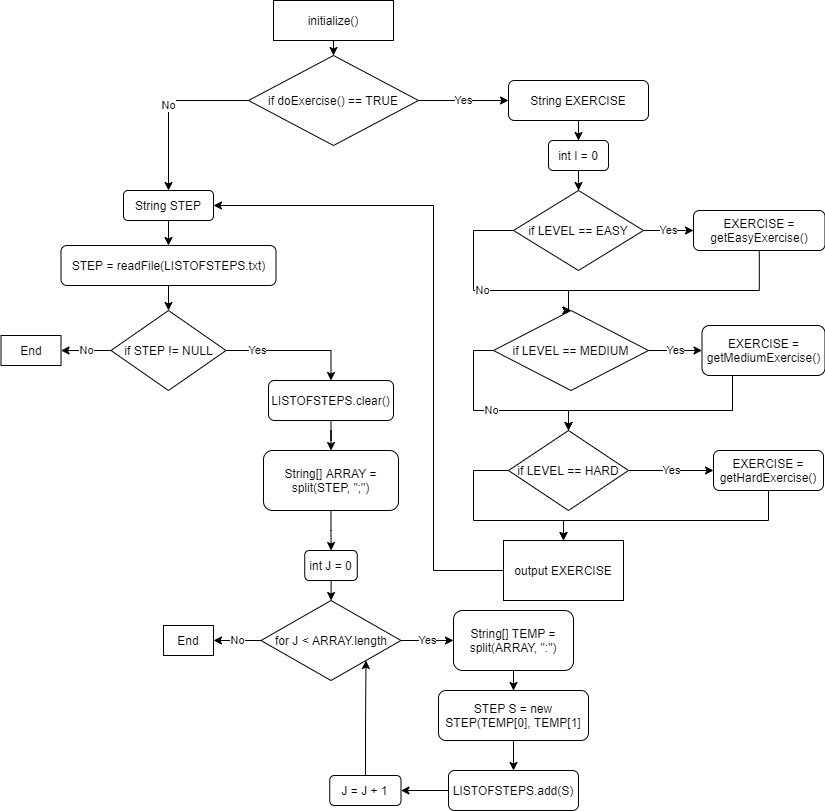 initialize()
if doExercise() == TRUE
No
Yes
String EXERCISE
int I = 0
String STEP
if LEVEL == EASY
Yes
EXERCISE =
getEasyExercise()
STEP = readFile(LISTOFSTEPS.txt)
No
End
No
if STEP != NULL
Yes
if LEVEL == MEDIUM
Yes
EXERCISE =
getMediumExercise()
LISTOFSTEPS.clear()
No
String[] ARRAY =
split(STEP, ";")
if LEVEL == HARD
Yes
EXERCISE =
getHardExercise()
int J = 0
output EXERCISE
End
No
for J < ARRAY.length
Yes
String[] TEMP =
split(ARRAY, ":")
STEP S = new
STEP(TEMP[0], TEMP[1]
J = J + 1
LISTOFSTEPS.add(S)